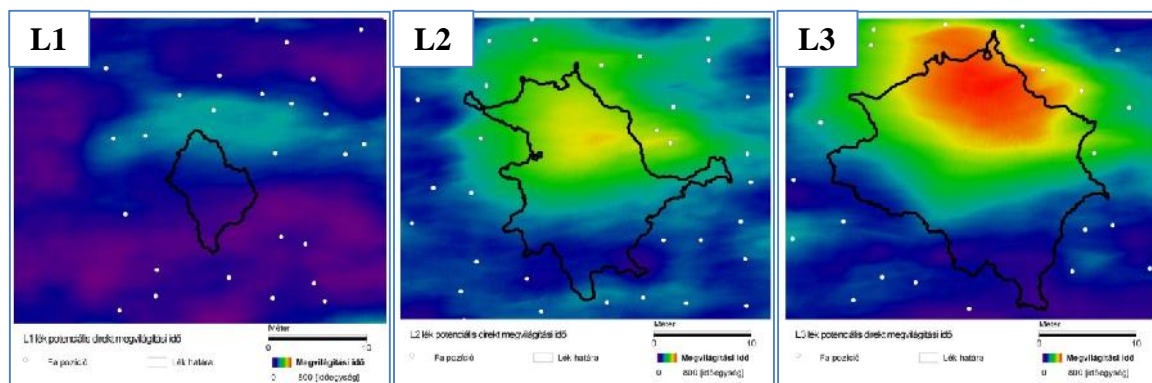 L1
L2
L3
L1 lék potenciális direkt megvilágítási idő
Méter
0 10
Fa pozíció
Lék határa
Megvilágítási idő
0 800 [időegység]
L2 lék potenciális direkt megvilágítási idő
Méter
0 10
Fa pozíció
Lék határa
Megvilágítási idő
0 800 [időegység]
L3 lék potenciális direkt megvilágítási idő
Méter
0 10
Fa pozíció
Lék határa
Megvilágítási idő
0 800 [időegység]